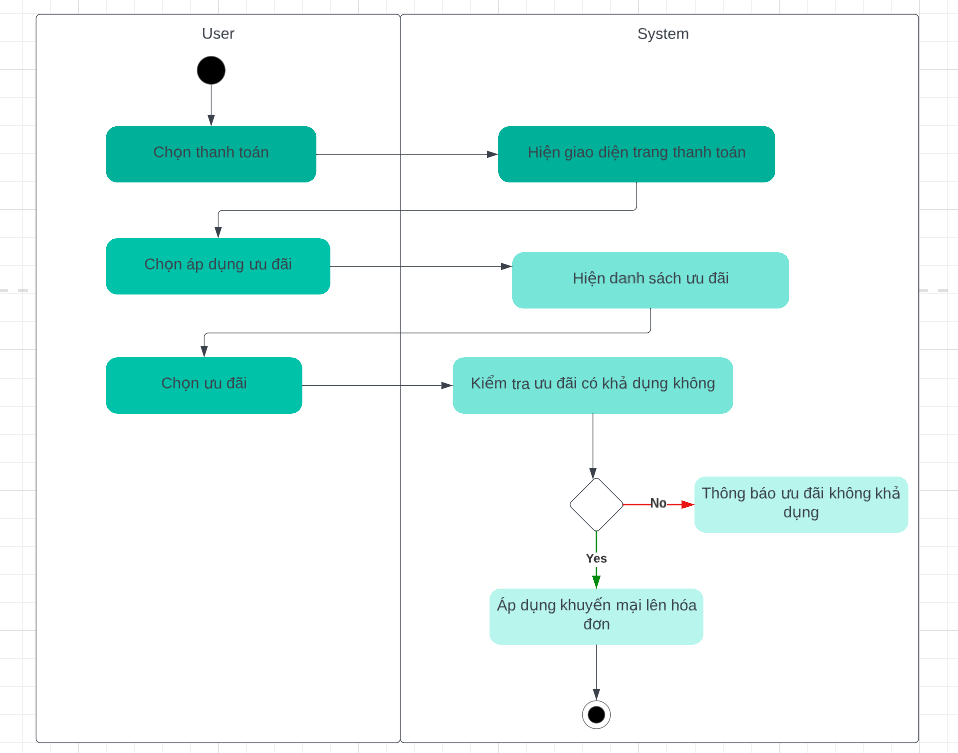 User
System
Chọn thanh toán
Hiện giao diện trang thanh toán
Chọn áp dụng ưu đãi
Hiện danh sách ưu đãi
Chọn ưu đãi
Kiểm tra ưu đãi có khả dụng không
No
Thông báo ưu đãi không khả
dụng
Yes
Áp dụng khuyến mại lên hóa
đơn